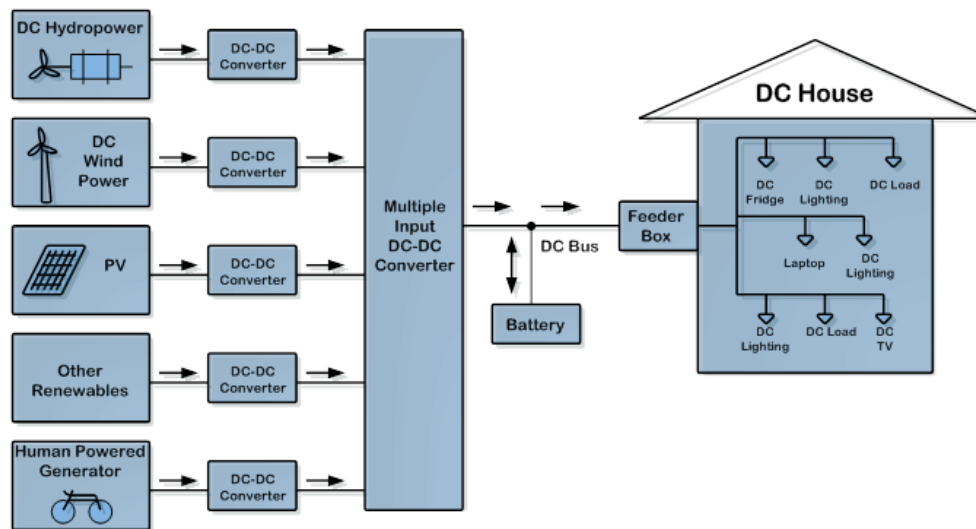 DC Hydropower
DC-DC
Converter
DC
Wind
Power
DC-DC
Converter
PV
DC-DC
Converter
Other
Renewables
DC-DC
Converter
Human Powered
Generator
DC-DC
Converter
Multiple
Input
DC-DC
Converter
DC Bus
Battery
Feeder
Box
DC House
DC
Fridge
DC
Lighting
DC Load
Laptop
DC
Lighting
DC
Lighting
DC Load
DC
TV